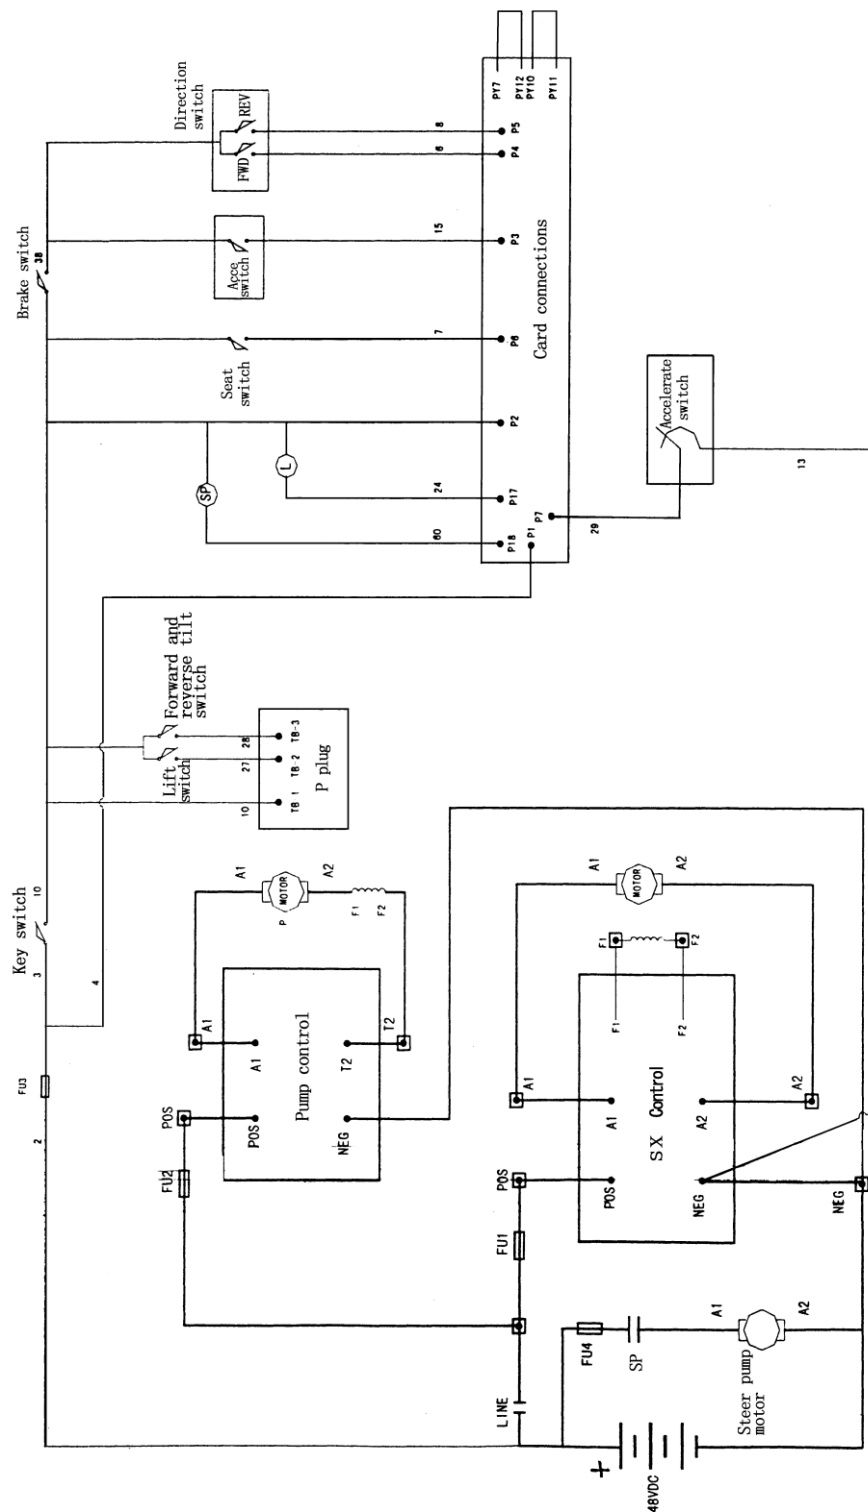 Direction
switch
REV
FWD
8
6
P5
P4
PY7
PY12
PY10
PY11
Brake switch
38
Acce
switch
15
P3
Card connections
Seat
switch
7
P6
P2
SP
L
24
60
P17
P18
P1
P7
29
Accelerate
switch
13
Forward and
reverse tilt
switch
Lift
switch
28
27
10
TB-3
TB-2
TB 1
P plug
Key switch
10
3
4
FU3
2
A1
A2
P
MOTOR
F1
F2
A1
T2
A1
T2
Pump control
POS
NEG
POS
FU2
A1
A2
MOTOR
F1
F2
F1
F2
A1
A2
A1
A2
SX Control
POS
NEG
POS
NEG
FU1
LINE
FU4
SP
A1
A2
Steer pump
motor
+
48VDC